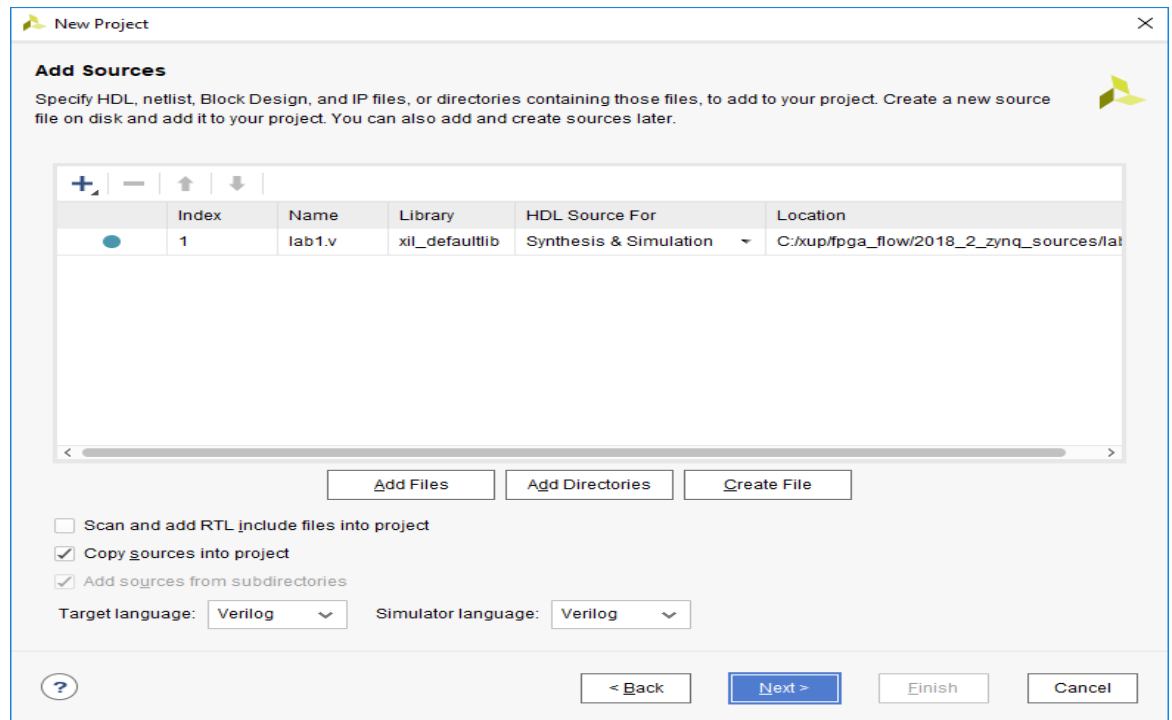 New Project
Add Sources
Specify HDL, netlist, Block Design, and IP files, or directories containing those files, to add to your project. Create a new source
file on disk and add it to your project. You can also add and create sources later.
Index Name Library HDL Source For Location
1 lab1.v xil_defaultlib Synthesis & Simulation C:/xup/fpga_flow/2018_2_zynq_sources/lab
Add Files Add Directories Create File
Scan and add RTL include files into project
Copy sources into project
Add sources from subdirectories
Target language: Verilog Simulator language: Verilog
? < Back Next > Finish Cancel